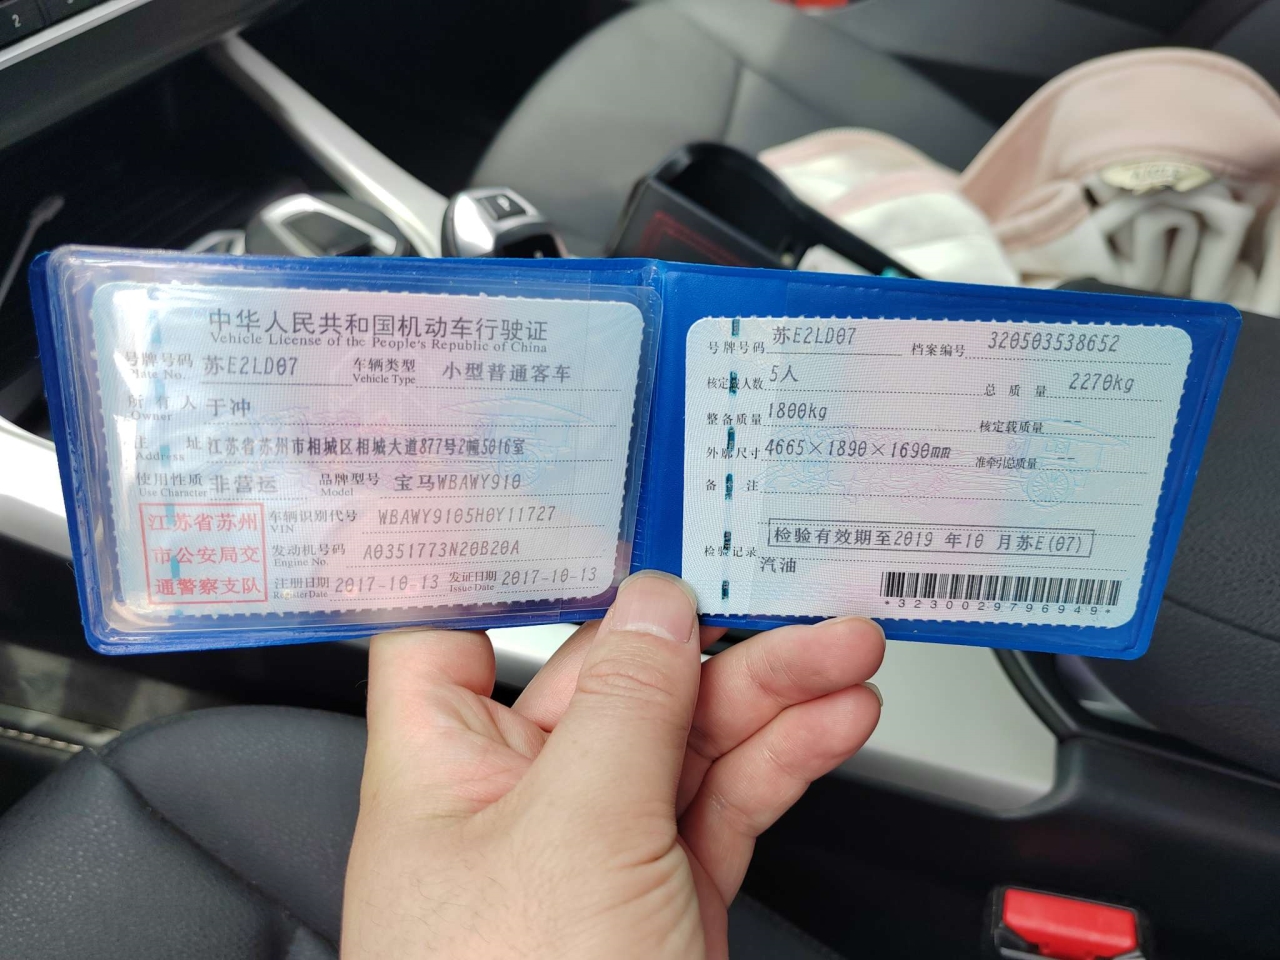 中华人民共和国机动车行驶证
Vehicle License of the People's Republic of China
号牌号码 苏E2LD07 车辆类型 小型普通客车
Plate No. Vehicle Type
所有人 于冲
Owner
住址 江苏省苏州市相城区相城大道877号2幢5016室
Address
使用性质 非营运 品牌型号 宝马WBAWY910
Use Character Model
江苏省苏州
市公安局交
通警察支队
车辆识别代号 WBAWY9105H0Y11727
VIN
发动机号码 A0351773N20B20A
Engine No.
注册日期 2017-10-13 发证日期 2017-10-13
Register Date Issue Date
号牌号码 苏E2LD07 档案编号 320503538652
核定载人数 5人 总质量 2270kg
整备质量 1800kg 核定载质量 --
外廓尺寸 4665×1890×1690mm 准牵引总质量 --
备注
检验有效期至2019年10月苏E(07)
检验记录
汽油
*3230029796949*
2